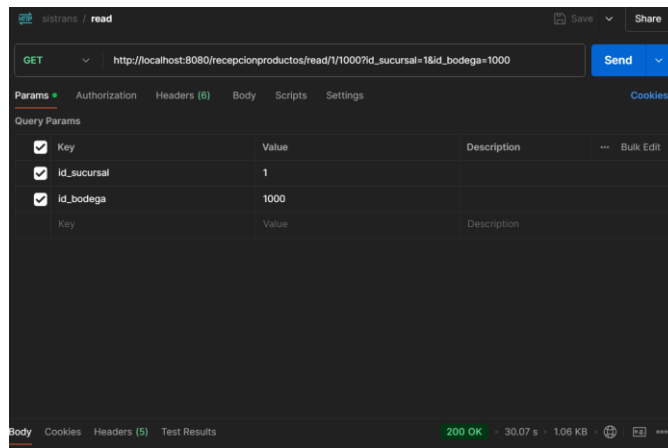 HTTP sistrans / read Save Share
GET http://localhost:8080/recepcionproductos/read/1/1000?id_sucursal=1&id_bodega=1000 Send
Params Authorization Headers (6) Body Scripts Settings Cookies
Query Params
Key Value Description ••• Bulk Edit
id_sucursal 1
id_bodega 1000
Key Value Description
Body Cookies Headers (5) Test Results 200 OK • 30.07 s • 1.06 KB •••